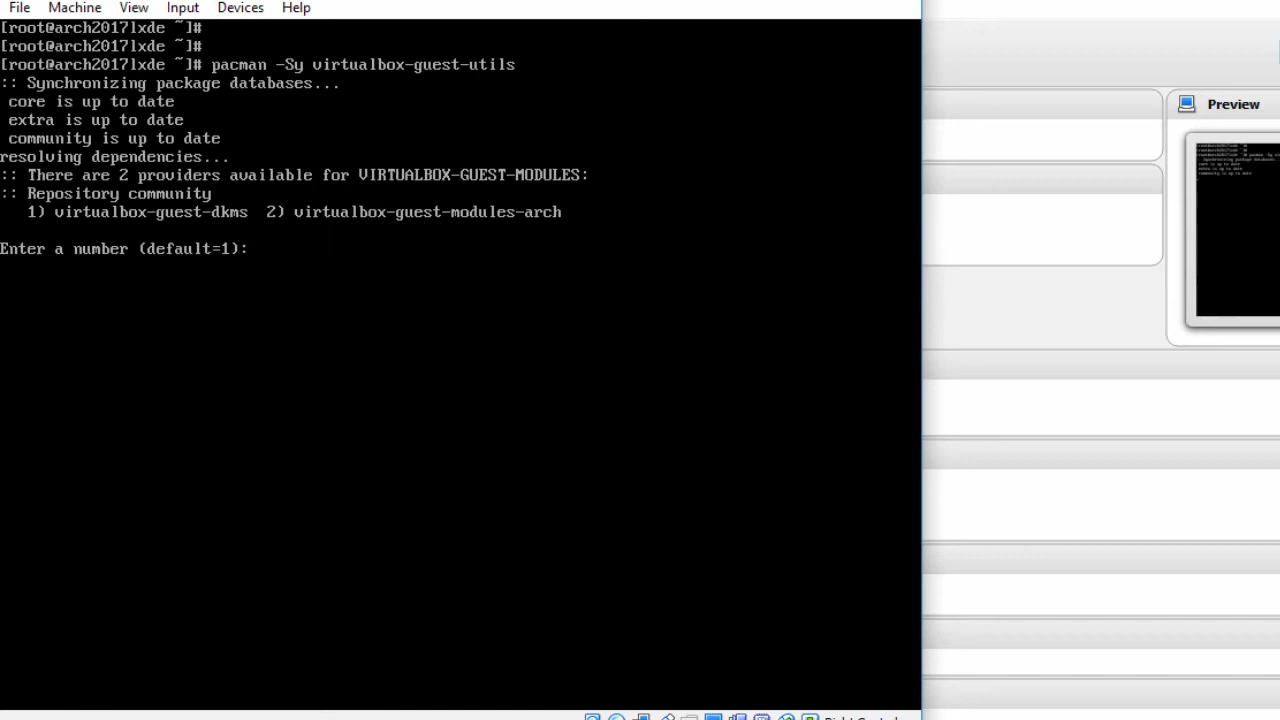 File Machine View Input Devices Help
[root@arch2017lxde ~]#
[root@arch2017lxde ~]#
[root@arch2017lxde ~]# pacman -Sy virtualbox-guest-utils
:: Synchronizing package databases...
core is up to date
extra is up to date
community is up to date
resolving dependencies...
:: There are 2 providers available for VIRTUALBOX-GUEST-MODULES:
:: Repository community
1) virtualbox-guest-dkms 2) virtualbox-guest-modules-arch
Enter a number (default=1):
Preview